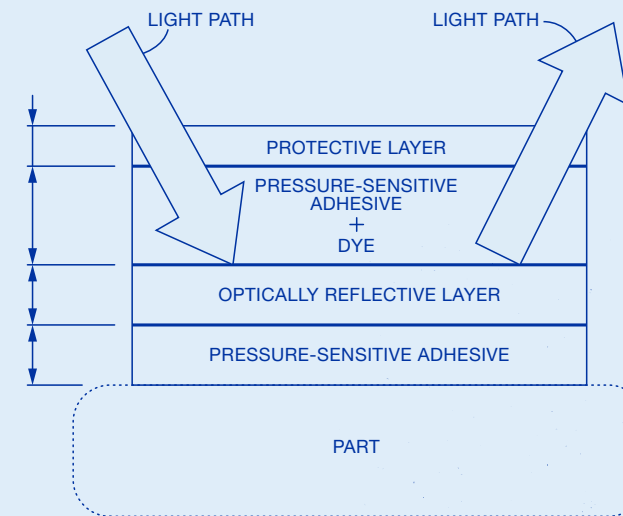 LIGHT PATH
LIGHT PATH
PROTECTIVE LAYER
PRESSURE-SENSITIVE
ADHESIVE
+
DYE
OPTICALLY REFLECTIVE LAYER
PRESSURE-SENSITIVE ADHESIVE
PART